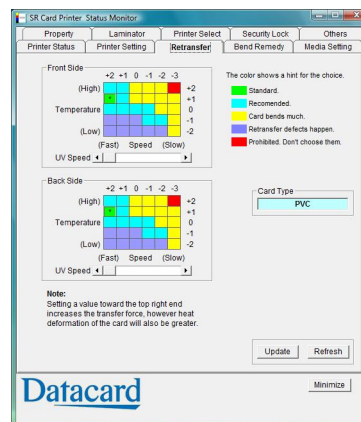 SR Card Printer Status Monitor
Property Laminator Printer Select Security Lock Others
Printer Status Printer Setting Retransfer Bend Remedy Media Setting
Front Side
+2 +1 0 -1 -2 -3
(High) +2
* +1
Temperature 0
-1
(Low) -2
(Fast) Speed (Slow)
UV Speed
The color shows a hint for the choice.
Standard.
Recomended.
Card bends much.
Retransfer defects happen.
Prohibited. Don't choose them.
Back Side
+2 +1 0 -1 -2 -3
(High) +2
* +1
Temperature 0
-1
(Low) -2
(Fast) Speed (Slow)
UV Speed
Card Type
PVC
Note:
Setting a value toward the top right end
increases the transfer force, however heat
deformation of the card will also be greater.
Update Refresh
Datacard
Minimize